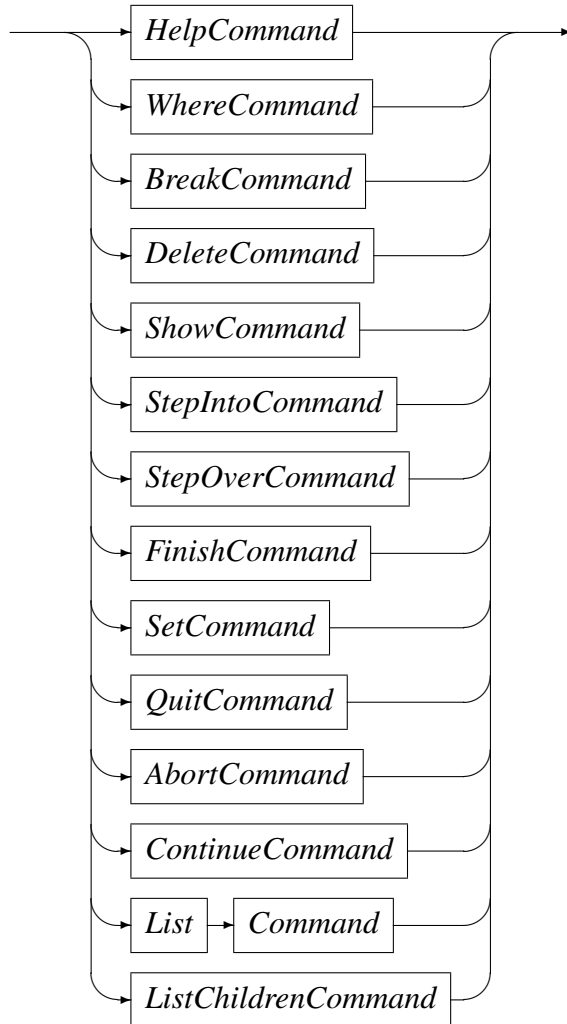 HelpCommand
WhereCommand
BreakCommand
DeleteCommand
ShowCommand
StepIntoCommand
StepOverCommand
FinishCommand
SetCommand
QuitCommand
AbortCommand
ContinueCommand
List Command
ListChildrenCommand